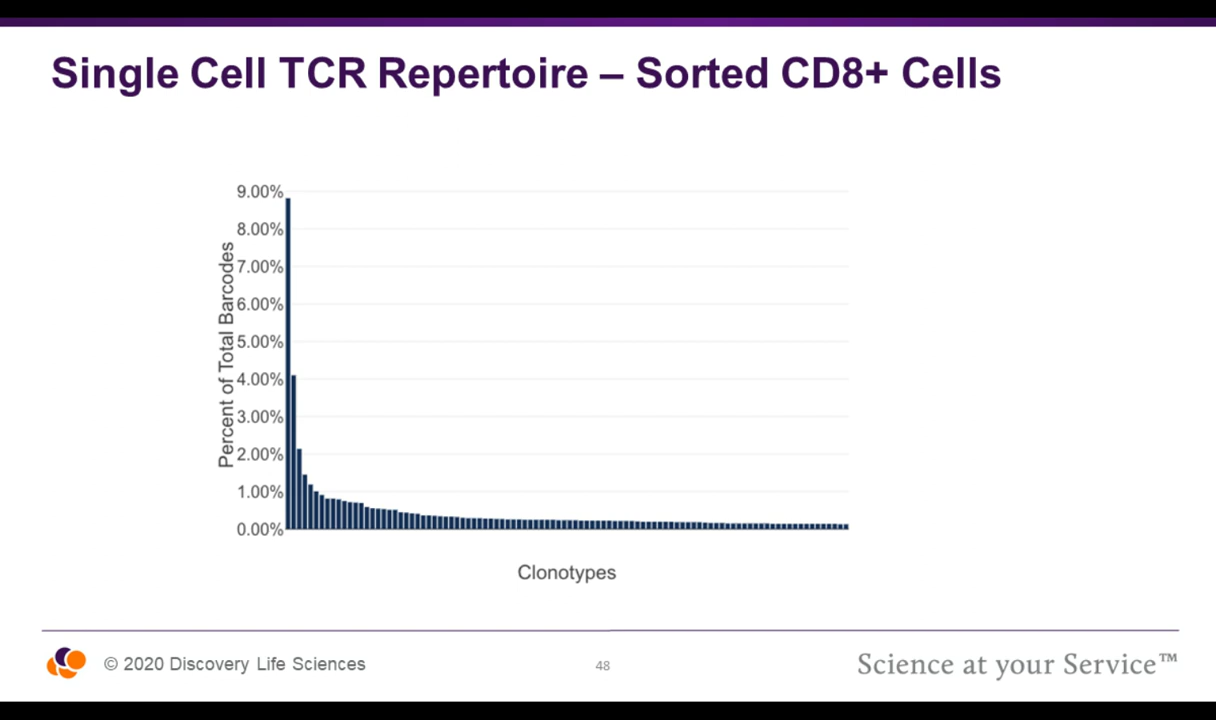 Single Cell TCR Repertoire – Sorted CD8+ Cells
9.00%
8.00%
7.00%
6.00%
5.00%
4.00%
3.00%
2.00%
1.00%
0.00%
Percent of Total Barcodes
Clonotypes
© 2020 Discovery Life Sciences
48
Science at your Service™